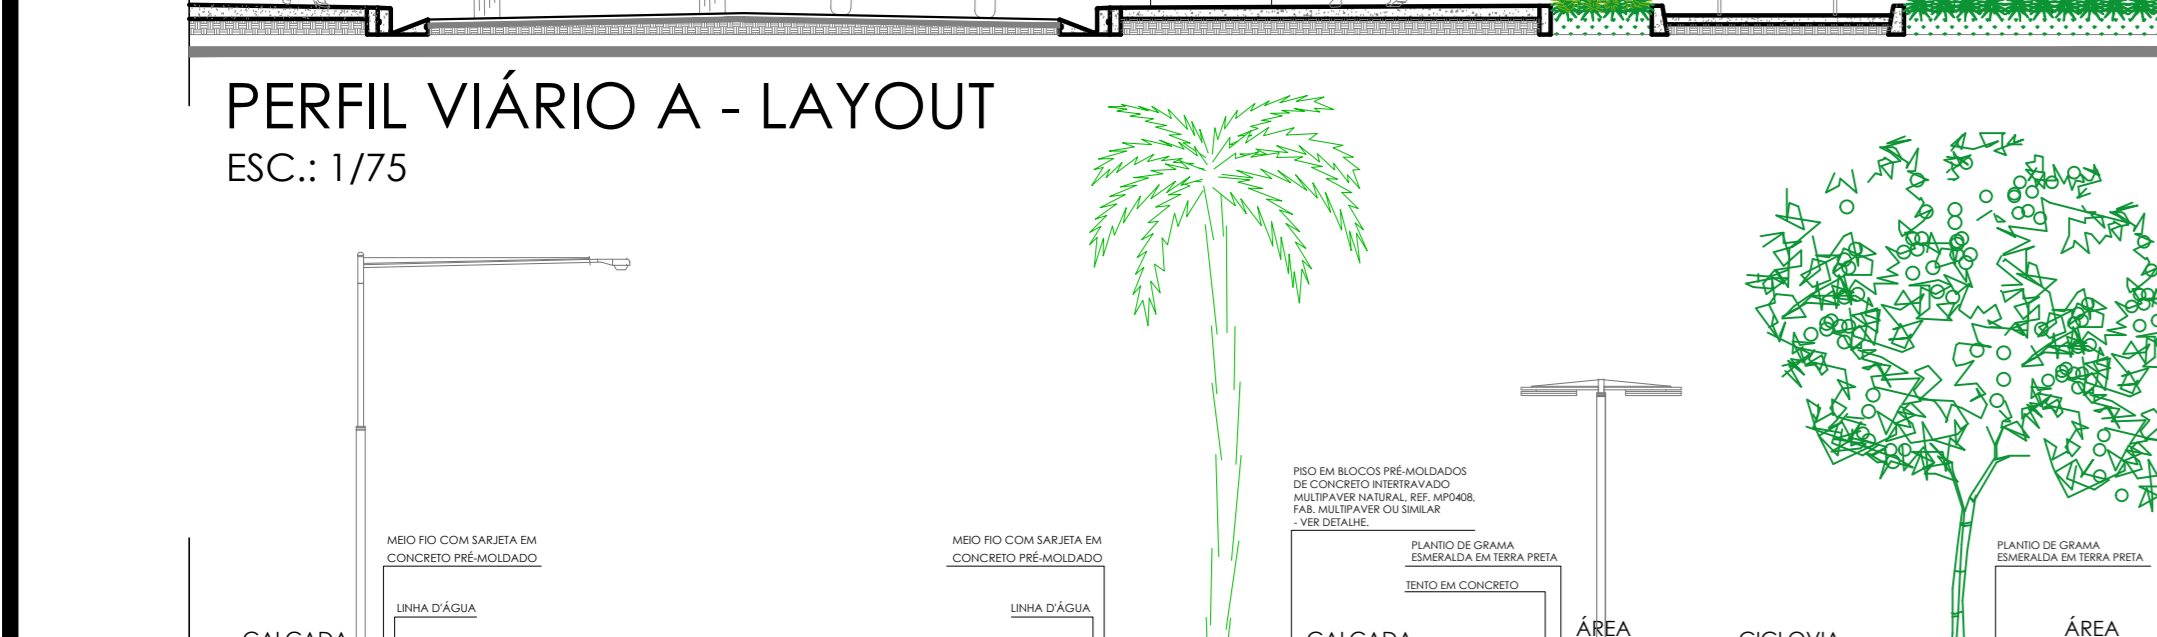 PERFIL VIÁRIO A - LAYOUT
ESC.: 1/75
PISO EM BLOCOS PRÉ-MOLDADOS
DE CONCRETO INTERTRAVADO
MULTIPAVER NATURAL, REF. MP0408,
FAB. MULTIPAVER OU SIMILAR
- VER DETALHE.
MEIO FIO COM SARJETA EM
CONCRETO PRÉ-MOLDADO
MEIO FIO COM SARJETA EM
CONCRETO PRÉ-MOLDADO
PLANTIO DE GRAMA
ESMERALDA EM TERRA PRETA
PLANTIO DE GRAMA
ESMERALDA EM TERRA PRETA
TENTO EM CONCRETO
LINHA D'ÁGUA
LINHA D'ÁGUA
CALÇADA
CALÇADA
ÁREA
CICLOVIA
ÁREA